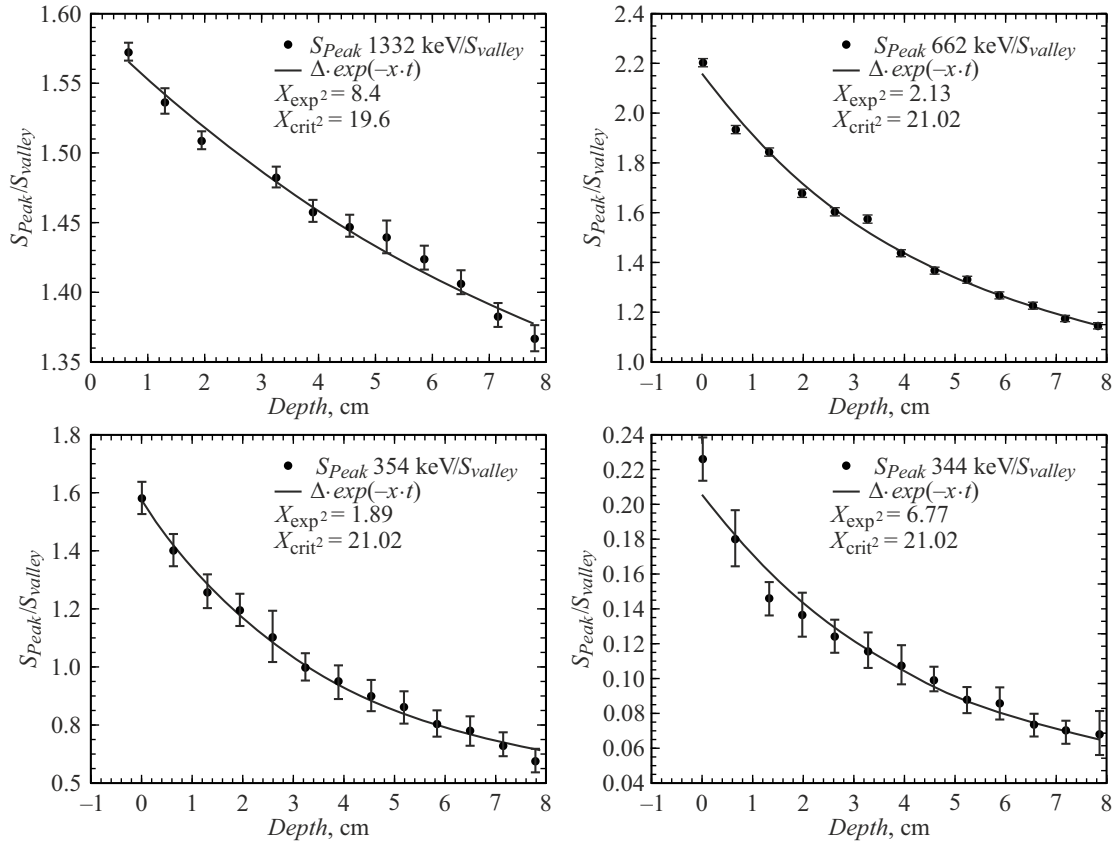 S_Peak 1332 keV/S_valley
Δ·exp(–x·t)
X_exp² = 8.4
X_crit² = 19.6
S_Peak/S_valley
1.60
1.55
1.50
1.45
1.40
1.35
0 1 2 3 4 5 6 7 8
Depth, cm
S_Peak 662 keV/S_valley
Δ·exp(–x·t)
X_exp² = 2.13
X_crit² = 21.02
S_Peak/S_valley
2.4
2.2
2.0
1.8
1.6
1.4
1.2
1.0
–1 0 1 2 3 4 5 6 7 8
Depth, cm
S_Peak 354 keV/S_valley
Δ·exp(–x·t)
X_exp² = 1.89
X_crit² = 21.02
S_Peak/S_valley
1.8
1.6
1.4
1.2
1.0
0.8
0.5
–1 0 1 2 3 4 5 6 7 8
Depth, cm
S_Peak 344 keV/S_valley
Δ·exp(–x·t)
X_exp² = 6.77
X_crit² = 21.02
S_Peak/S_valley
0.24
0.22
0.20
0.18
0.16
0.14
0.12
0.10
0.08
0.06
0.04
–1 0 1 2 3 4 5 6 7 8
Depth, cm